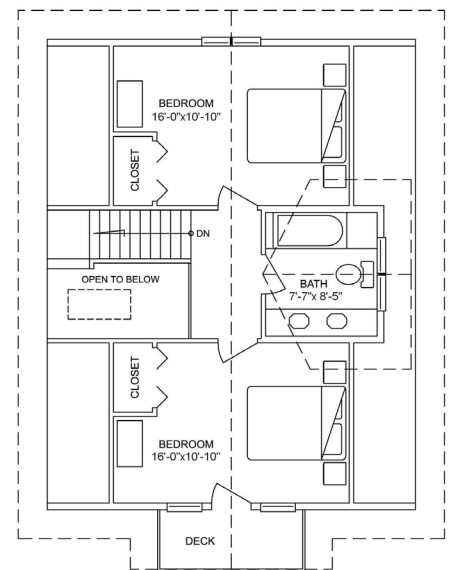 BEDROOM
16'-0"x10'-10"
CLOSET
DN
OPEN TO BELOW
BATH
7'-7"x 8'-5"
CLOSET
BEDROOM
16'-0"x10'-10"
DECK